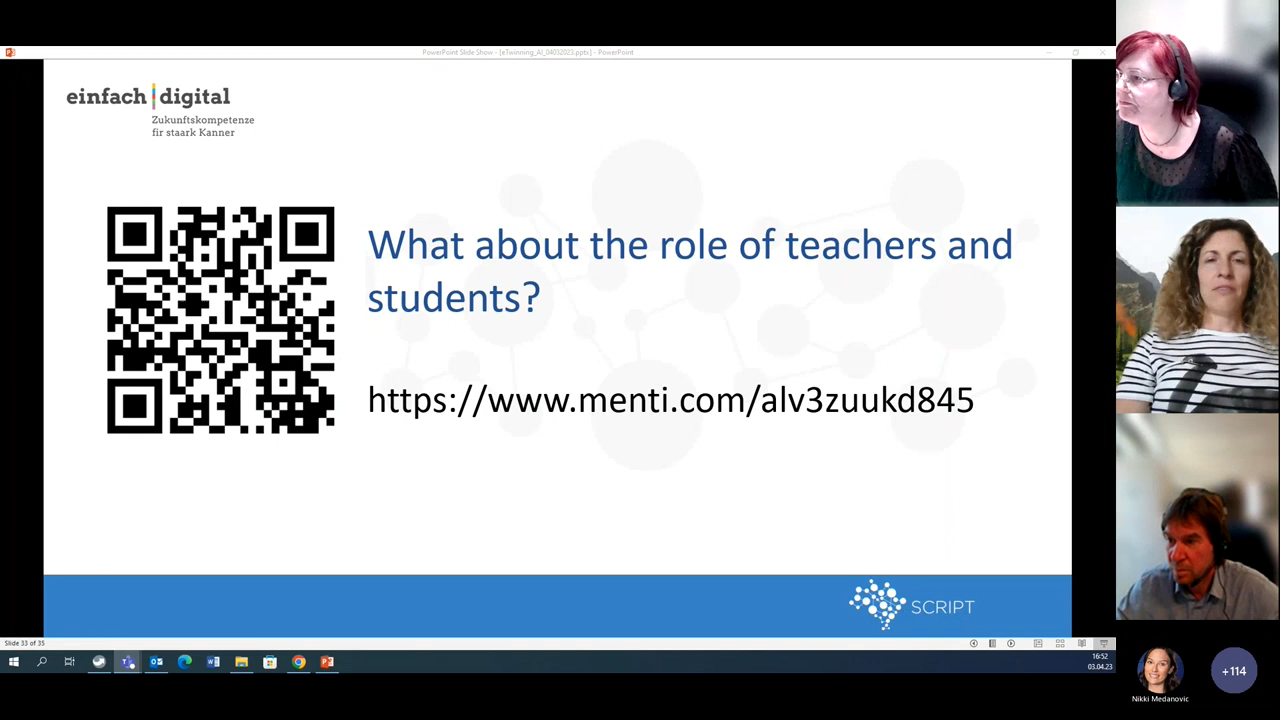 PowerPoint Slide Show - [eTwinning_AI_04032023.pptx] - PowerPoint
einfach digital
Zukunftskompetenze
fir staark Kanner
What about the role of teachers and
students?
https://www.menti.com/alv3zuukd845
SCRIPT
Slide 33 of 35
16:52
03.04.23
Nikki Medanovic
+114